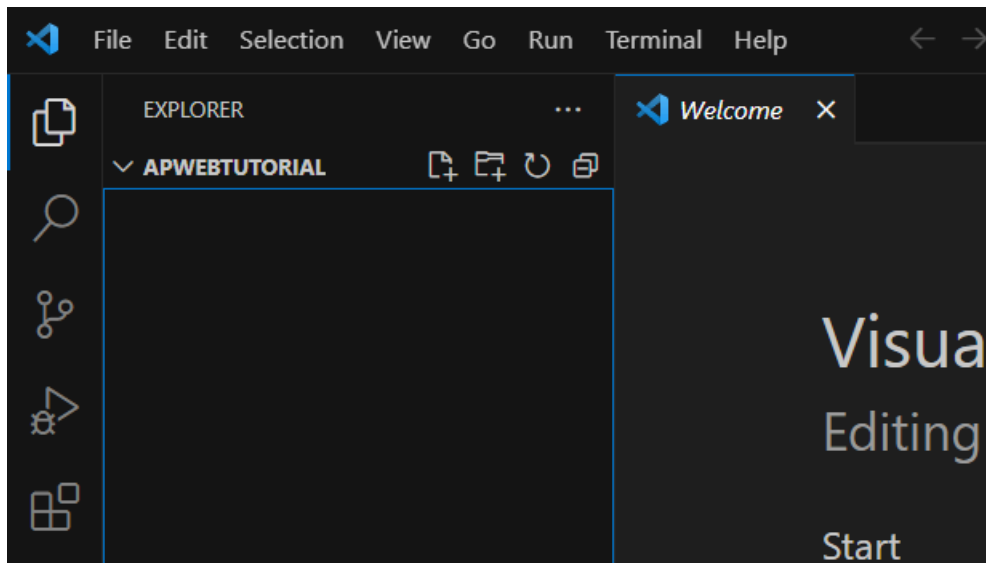 File Edit Selection View Go Run Terminal Help
EXPLORER
Welcome
APWEBTUTORIAL
Visua
Editing
Start